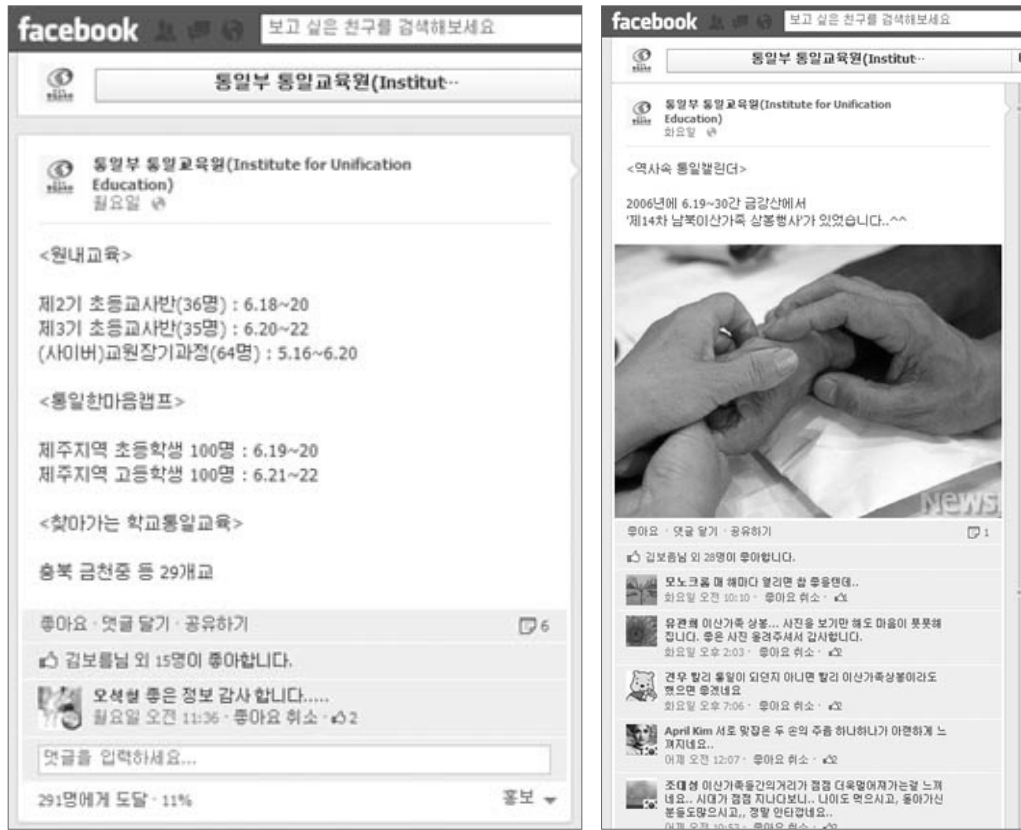 facebook
보고 싶은 친구를 검색해보세요
통일부 통일교육원(Institut…
통일부 통일교육원(Institute for Unification
Education)
월요일
<원내교육>
제2기 초등교사반(36명) : 6.18~20
제3기 초등교사반(35명) : 6.20~22
(사이버)교원장기과정(64명) : 5.16~6.20
<통일한마음캠프>
제주지역 초등학생 100명 : 6.19~20
제주지역 고등학생 100명 : 6.21~22
<찾아가는 학교통일교육>
충북 금천중 등 29개교
좋아요 · 댓글 달기 · 공유하기
6
김보름님 외 15명이 좋아합니다.
오석설 좋은 정보 감사 합니다.....
월요일 오전 11:36 · 좋아요 취소 · 2
댓글을 입력하세요...
291명에게 도달 · 11%
홍보
facebook
보고 싶은 친구를 검색해보세요
통일부 통일교육원(Institut…
통일부 통일교육원(Institute for Unification
Education)
화요일
<역사속 통일캘린더>
2006년에 6.19~30간 금강산에서
'제14차 남북이산가족 상봉행사'가 있었습니다..^^
NEWS
좋아요 · 댓글 달기 · 공유하기
1
김보름님 외 28명이 좋아합니다.
모노크롬 매 해마다 열리면 참 좋을텐데..
화요일 오전 10:10 · 좋아요 취소 ·
유관희 이산가족 상봉... 사진을 보기만 해도 마음이 풋풋해
집니다. 좋은 사진 올려주셔서 감사합니다.
화요일 오후 2:03 · 좋아요 취소 · 2
견우 빨리 통일이 되던지 아니면 빨리 이산가족상봉이라도
했으면 좋겠네요
화요일 오후 7:06 · 좋아요 취소 · 2
April Kim 서로 맞잡은 두 손의 주름 하나하나가 아련하게 느
껴지네요..
어제 오전 12:07 · 좋아요 취소 · 2
조대성 이산가족들간의거리가 점점 더욱멀어져가는걸 느끼
네요.. 시대가 점점 지나다보니.. 나이도 먹으시고, 돌아가신
분들도많으시고,, 정말 안타깝네요..
어제 오전 10:53 · 좋아요 취소 · 2